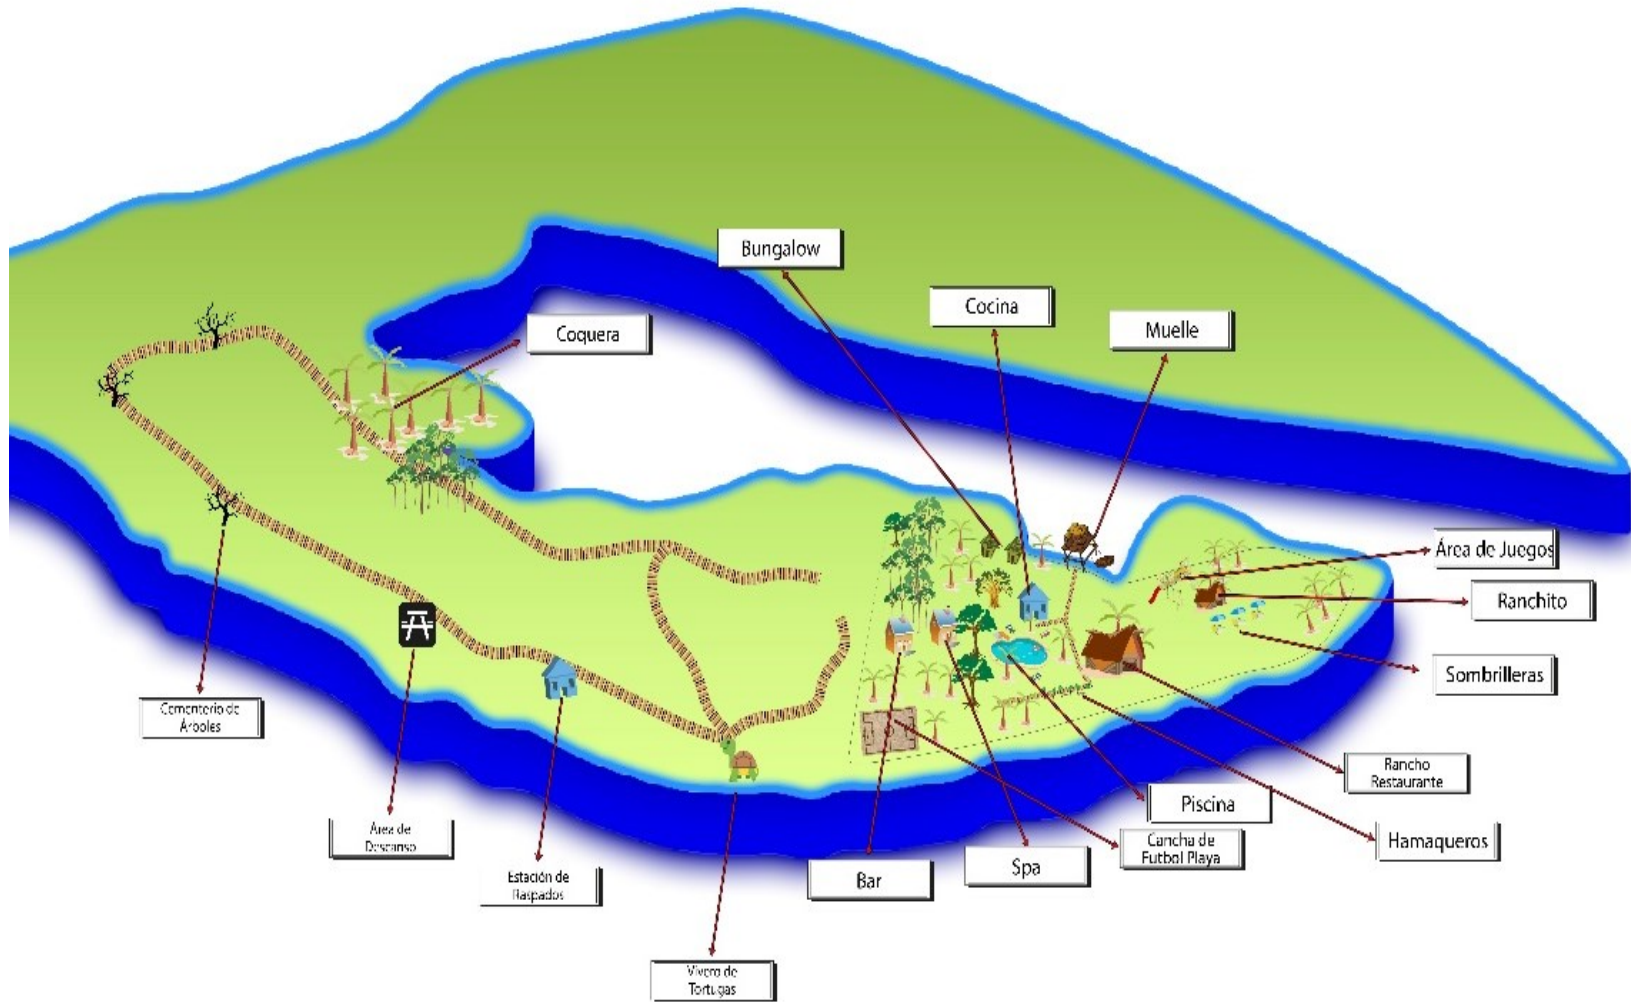 Bungalow
Cocina
Muelle
Coquera
Área de Juegos
Ranchito
Sombrilleras
Cementerio de
Árboles
Rancho
Restaurante
Piscina
Área de
Descanso
Cancha de
Futbol Playa
Hamaqueros
Spa
Bar
Estación de
Raspados
Vivero de
Tortugas